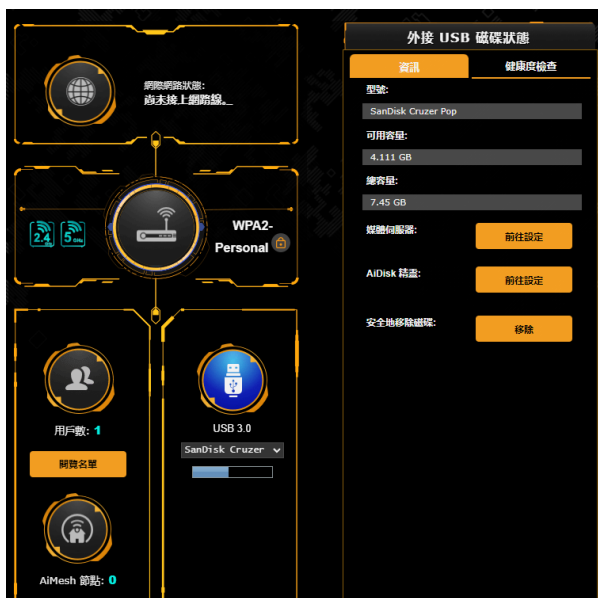 網際網路狀態:
尚未接上網路線。
2.4 GHz
5 GHz
WPA2-
Personal
用戶數: 1
閱覽名單
AiMesh 節點: 0
USB 3.0
SanDisk Cruzer
外接 USB 磁碟狀態
資訊
健康度檢查
型號:
SanDisk Cruzer Pop
可用容量:
4.111 GB
總容量:
7.45 GB
媒體伺服器:
前往設定
AiDisk 精靈:
前往設定
安全地移除磁碟:
移除